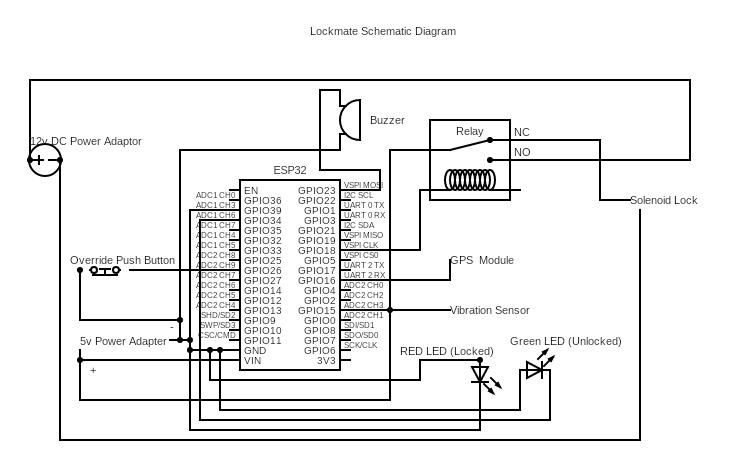 Lockmate Schematic Diagram
12v DC Power Adaptor
Buzzer
Relay
NC
NO
Solenoid Lock
ESP32
EN GPIO23 VSPI MOSI
ADC1 CH0 GPIO36 GPIO22 I2C SCL
ADC1 CH3 GPIO39 GPIO1 UART 0 TX
ADC1 CH6 GPIO34 GPIO3 UART 0 RX
ADC1 CH7 GPIO35 GPIO21 I2C SDA
ADC1 CH4 GPIO32 GPIO19 VSPI MISO
ADC1 CH5 GPIO33 GPIO18 VSPI CLK
ADC2 CH8 GPIO25 GPIO5 VSPI CS0
ADC2 CH9 GPIO26 GPIO17 UART 2 TX
ADC2 CH7 GPIO27 GPIO16 UART 2 RX
ADC2 CH6 GPIO14 GPIO4 ADC2 CH0
ADC2 CH5 GPIO12 GPIO2 ADC2 CH2
ADC2 CH4 GPIO13 GPIO15 ADC2 CH3
SHD/SD2 GPIO9 GPIO0 ADC2 CH1
SWP/SD3 GPIO10 GPIO8 SDI/SD1
CSC/CMD GPIO11 GPIO7 SDO/SD0
GND GPIO6 SCK/CLK
VIN 3V3
Override Push Button
GPS Module
Vibration Sensor
-
5v Power Adapter
+
RED LED (Locked)
Green LED (Unlocked)